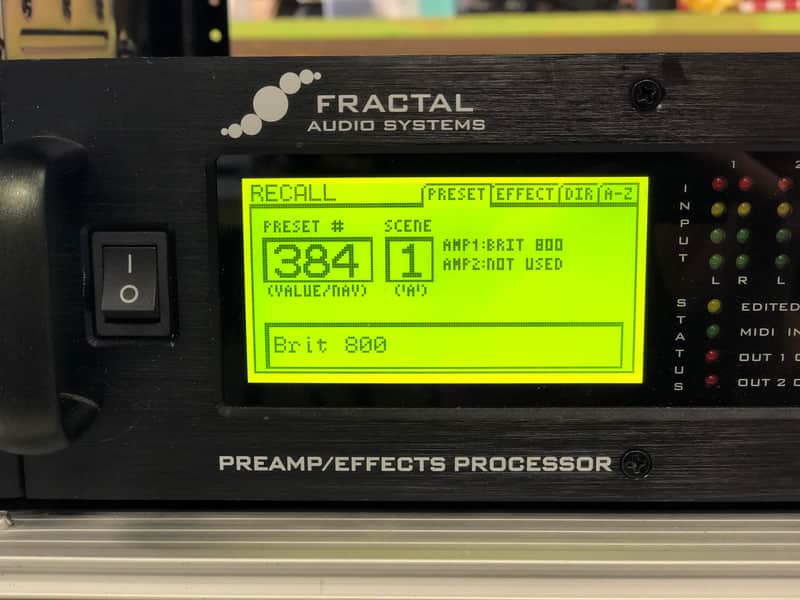 FRACTAL
AUDIO SYSTEMS
RECALL
PRESET EFFECT DIR A-Z
PRESET # SCENE
384 1
(VALUE/NAV) ('A')
AMP1:BRIT 800
AMP2:NOT USED
Brit 800
PREAMP/EFFECTS PROCESSOR
1 2
INPUT
L R L
STATUS
EDITED
MIDI IN
OUT 1 C
OUT 2 C
I
O